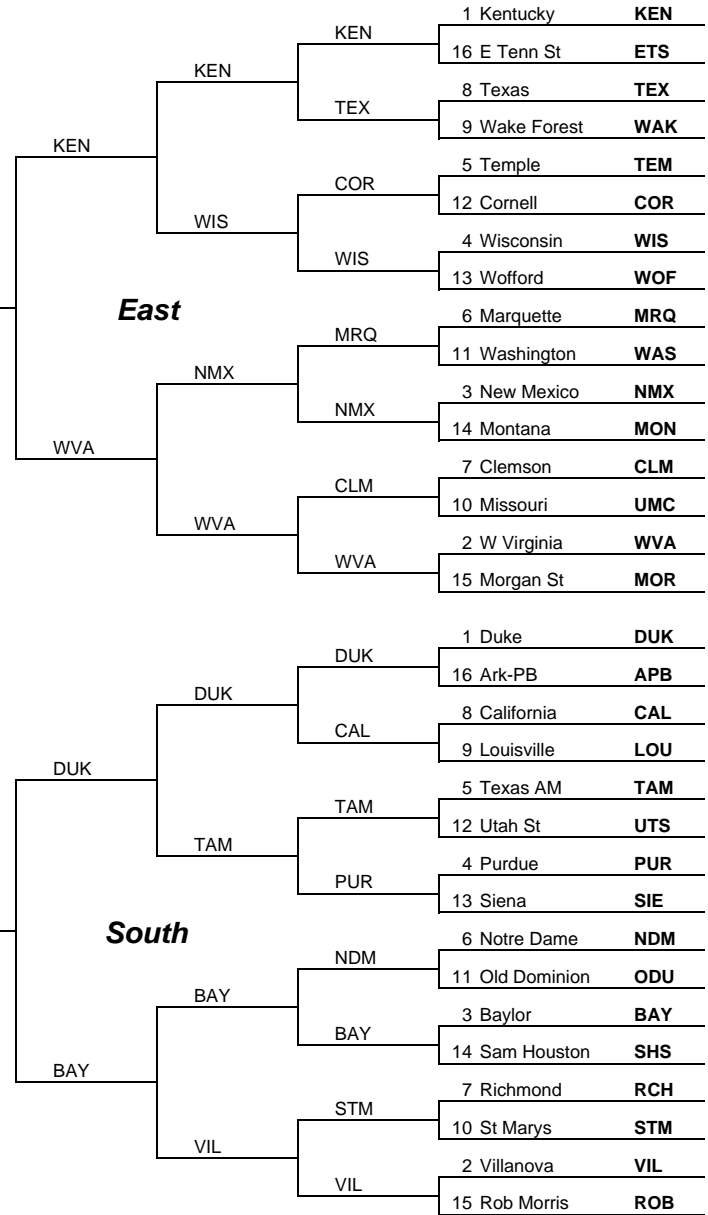 1 Kentucky KEN
KEN
16 E Tenn St ETS
KEN
8 Texas TEX
TEX
9 Wake Forest WAK
KEN
5 Temple TEM
COR
12 Cornell COR
WIS
4 Wisconsin WIS
WIS
13 Wofford WOF
East
6 Marquette MRQ
MRQ
11 Washington WAS
NMX
3 New Mexico NMX
NMX
14 Montana MON
WVA
7 Clemson CLM
CLM
10 Missouri UMC
WVA
2 W Virginia WVA
WVA
15 Morgan St MOR
1 Duke DUK
DUK
16 Ark-PB APB
DUK
8 California CAL
CAL
9 Louisville LOU
DUK
5 Texas AM TAM
TAM
12 Utah St UTS
TAM
4 Purdue PUR
PUR
13 Siena SIE
South
6 Notre Dame NDM
NDM
11 Old Dominion ODU
BAY
3 Baylor BAY
BAY
14 Sam Houston SHS
BAY
7 Richmond RCH
STM
10 St Marys STM
VIL
2 Villanova VIL
VIL
15 Rob Morris ROB